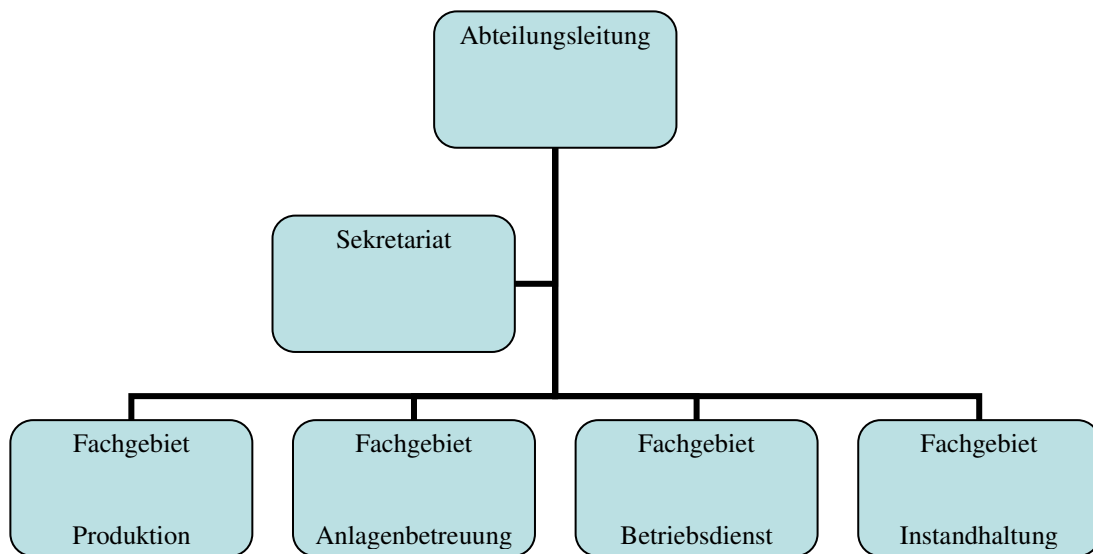 Abteilungsleitung
Sekretariat
Fachgebiet
Produktion
Fachgebiet
Anlagenbetreuung
Fachgebiet
Betriebsdienst
Fachgebiet
Instandhaltung